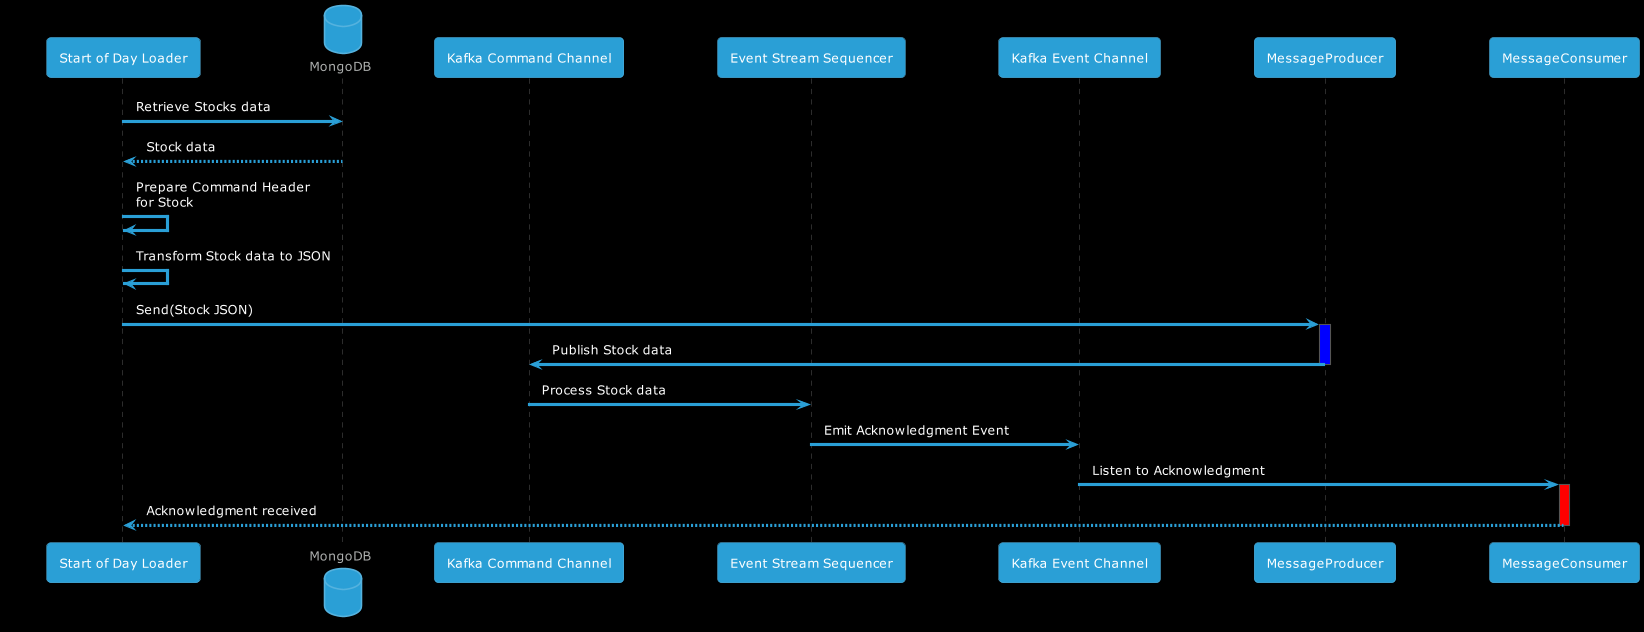 Start of Day Loader
MongoDB
Kafka Command Channel
Event Stream Sequencer
Kafka Event Channel
MessageProducer
MessageConsumer
Retrieve Stocks data
Stock data
Prepare Command Header
for Stock
Transform Stock data to JSON
Send(Stock JSON)
Publish Stock data
Process Stock data
Emit Acknowledgment Event
Listen to Acknowledgment
Acknowledgment received
Start of Day Loader
MongoDB
Kafka Command Channel
Event Stream Sequencer
Kafka Event Channel
MessageProducer
MessageConsumer